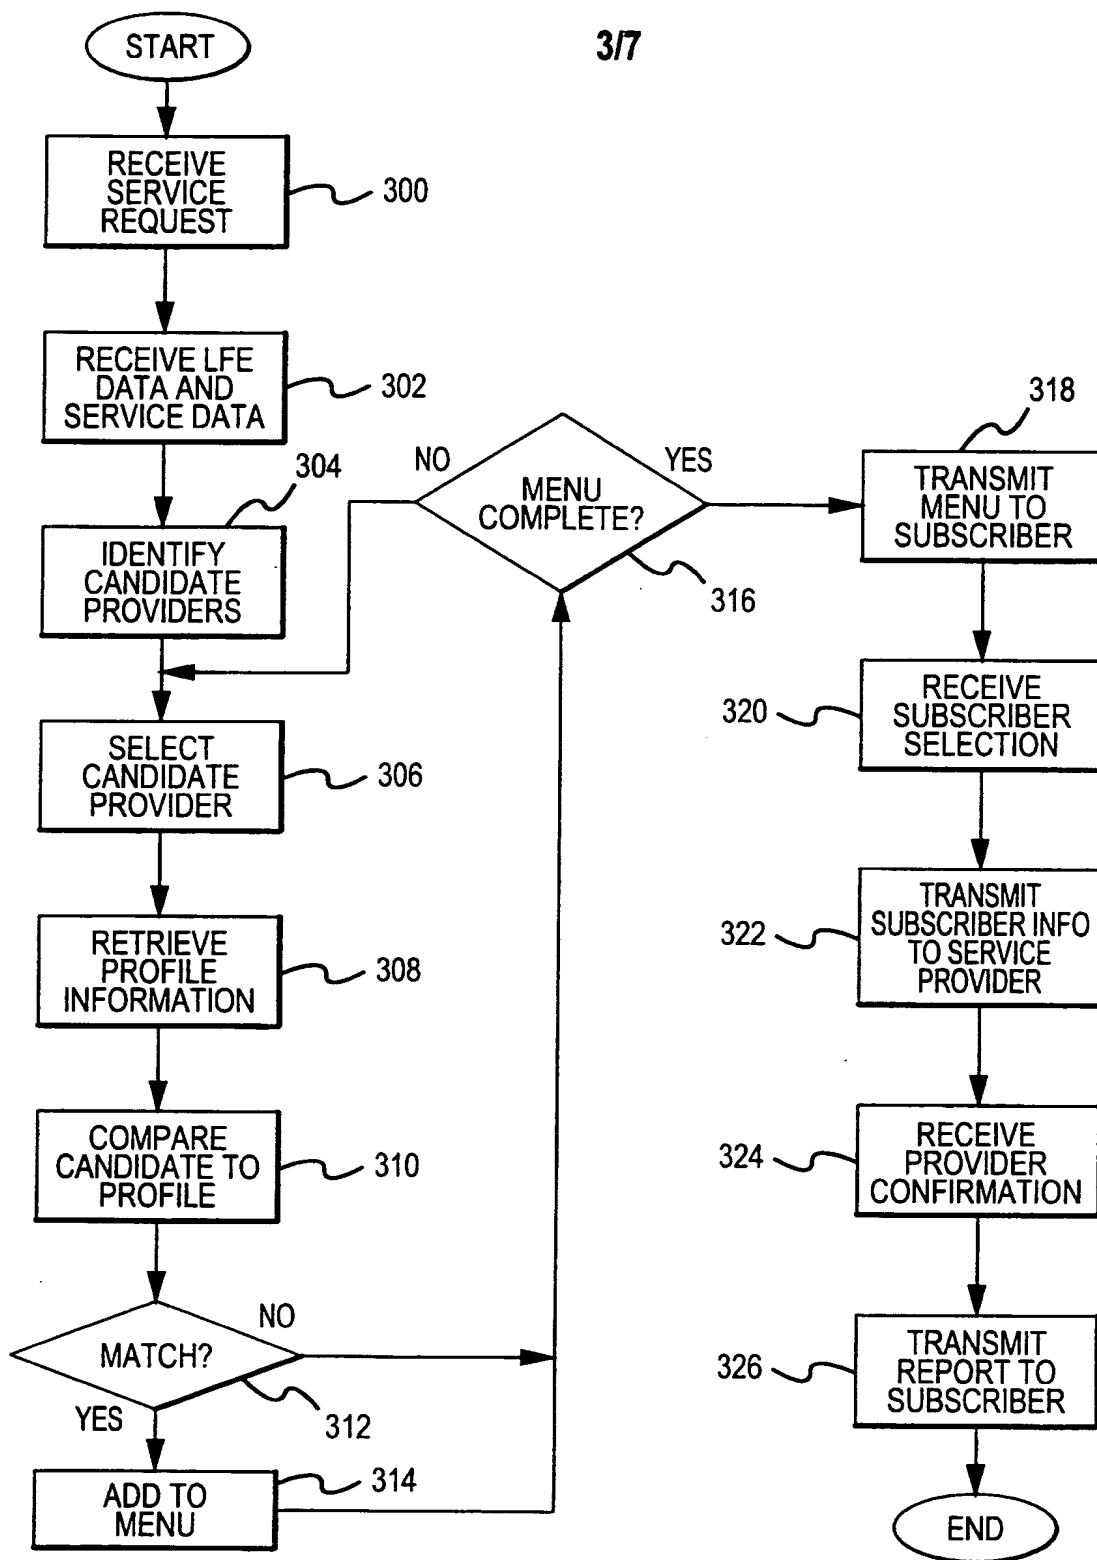 3/7
START
RECEIVE
SERVICE
REQUEST
300
RECEIVE LFE
DATA AND
SERVICE DATA
302
304
IDENTIFY
CANDIDATE
PROVIDERS
SELECT
CANDIDATE
PROVIDER
306
RETRIEVE
PROFILE
INFORMATION
308
COMPARE
CANDIDATE TO
PROFILE
310
MATCH?
NO
YES
312
ADD TO
MENU
314
MENU
COMPLETE?
NO
YES
316
318
TRANSMIT
MENU TO
SUBSCRIBER
320
RECEIVE
SUBSCRIBER
SELECTION
322
TRANSMIT
SUBSCRIBER INFO
TO SERVICE
PROVIDER
324
RECEIVE
PROVIDER
CONFIRMATION
326
TRANSMIT
REPORT TO
SUBSCRIBER
END